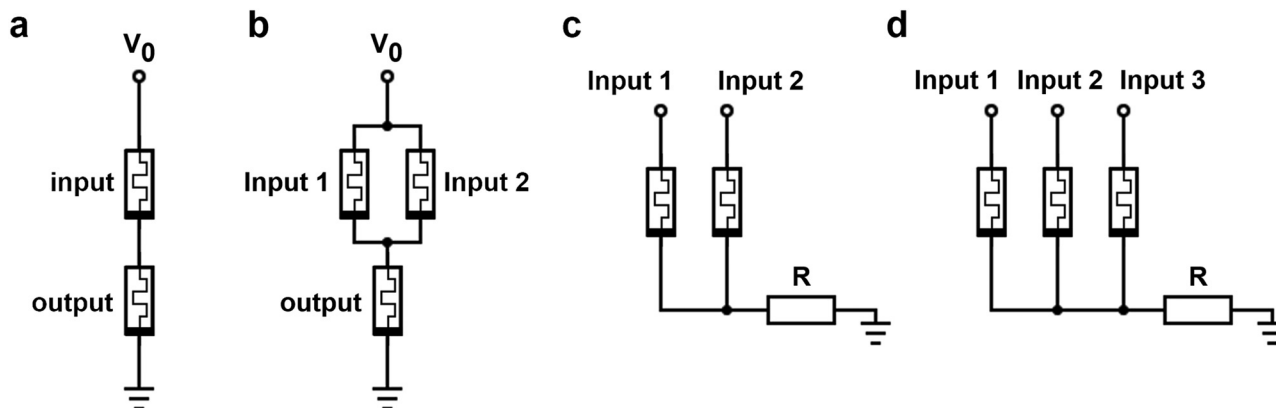 a
V0
input
output
b
V0
Input 1
Input 2
output
c
Input 1
Input 2
R
d
Input 1
Input 2
Input 3
R